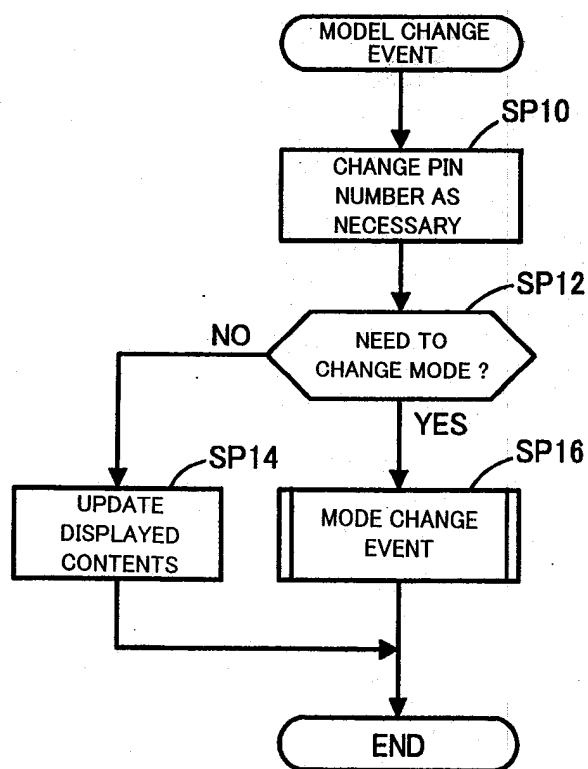 MODEL CHANGE
EVENT
SP10
CHANGE PIN
NUMBER AS
NECESSARY
SP12
NO
NEED TO
CHANGE MODE ?
YES
SP14
SP16
UPDATE
DISPLAYED
CONTENTS
MODE CHANGE
EVENT
END